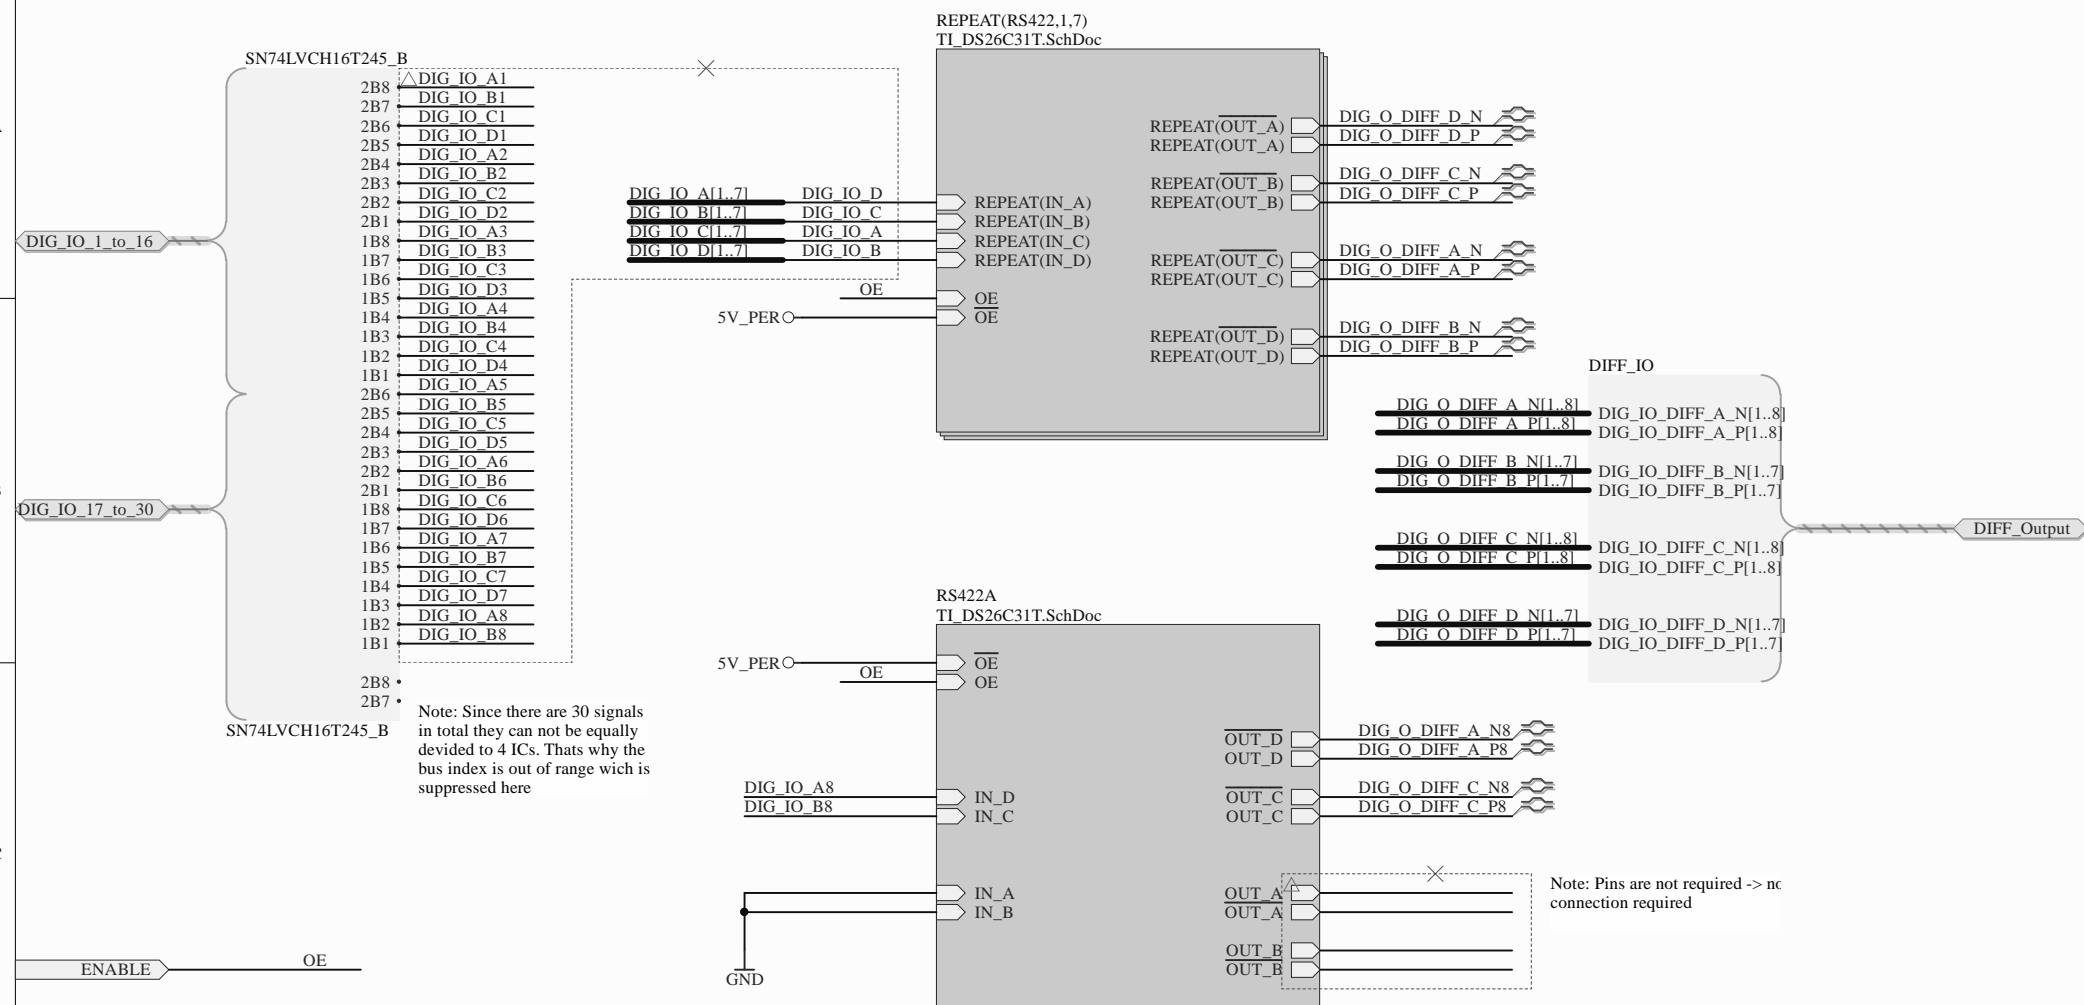 REPEAT(RS422,1,7)
TI_DS26C31T.SchDoc
SN74LVCH16T245_B
2B8 DIG_IO_A1
2B7 DIG_IO_B1
2B6 DIG_IO_C1
2B5 DIG_IO_D1
2B4 DIG_IO_A2
2B3 DIG_IO_B2
2B2 DIG_IO_C2
2B1 DIG_IO_D2
1B8 DIG_IO_A3
1B7 DIG_IO_B3
1B6 DIG_IO_C3
1B5 DIG_IO_D3
1B4 DIG_IO_A4
1B3 DIG_IO_B4
1B2 DIG_IO_C4
1B1 DIG_IO_D4
2B6 DIG_IO_A5
2B5 DIG_IO_B5
2B4 DIG_IO_C5
2B3 DIG_IO_D5
2B2 DIG_IO_A6
2B1 DIG_IO_B6
1B8 DIG_IO_C6
1B7 DIG_IO_D6
1B6 DIG_IO_A7
1B5 DIG_IO_B7
1B4 DIG_IO_C7
1B3 DIG_IO_D7
1B2 DIG_IO_A8
1B1 DIG_IO_B8
2B8
2B7
SN74LVCH16T245_B
DIG_IO_1_to_16
DIG_IO_17_to_30
Note: Since there are 30 signals
in total they can not be equally
devided to 4 ICs. Thats why the
bus index is out of range wich is
suppressed here
ENABLE OE
DIG_IO_A[1..7] DIG_IO_D REPEAT(IN_A)
DIG_IO_B[1..7] DIG_IO_C REPEAT(IN_B)
DIG_IO_C[1..7] DIG_IO_A REPEAT(IN_C)
DIG_IO_D[1..7] DIG_IO_B REPEAT(IN_D)
OE OE
5V_PER OE
REPEAT(OUT_A) DIG_O_DIFF_D_N
REPEAT(OUT_A) DIG_O_DIFF_D_P
REPEAT(OUT_B) DIG_O_DIFF_C_N
REPEAT(OUT_B) DIG_O_DIFF_C_P
REPEAT(OUT_C) DIG_O_DIFF_A_N
REPEAT(OUT_C) DIG_O_DIFF_A_P
REPEAT(OUT_D) DIG_O_DIFF_B_N
REPEAT(OUT_D) DIG_O_DIFF_B_P
DIFF_IO
DIG_O_DIFF_A_N[1..8] DIG_IO_DIFF_A_N[1..8]
DIG_O_DIFF_A_P[1..8] DIG_IO_DIFF_A_P[1..8]
DIG_O_DIFF_B_N[1..7] DIG_IO_DIFF_B_N[1..7]
DIG_O_DIFF_B_P[1..7] DIG_IO_DIFF_B_P[1..7]
DIG_O_DIFF_C_N[1..8] DIG_IO_DIFF_C_N[1..8]
DIG_O_DIFF_C_P[1..8] DIG_IO_DIFF_C_P[1..8]
DIG_O_DIFF_D_N[1..7] DIG_IO_DIFF_D_N[1..7]
DIG_O_DIFF_D_P[1..7] DIG_IO_DIFF_D_P[1..7]
DIFF_Output
RS422A
TI_DS26C31T.SchDoc
5V_PER OE
OE OE
OUT_D DIG_O_DIFF_A_N8
OUT_D DIG_O_DIFF_A_P8
DIG_IO_A8 IN_D OUT_C DIG_O_DIFF_C_N8
DIG_IO_B8 IN_C OUT_C DIG_O_DIFF_C_P8
IN_A OUT_A
IN_B OUT_A
OUT_B
OUT_B
GND
Note: Pins are not required -> no
connection required